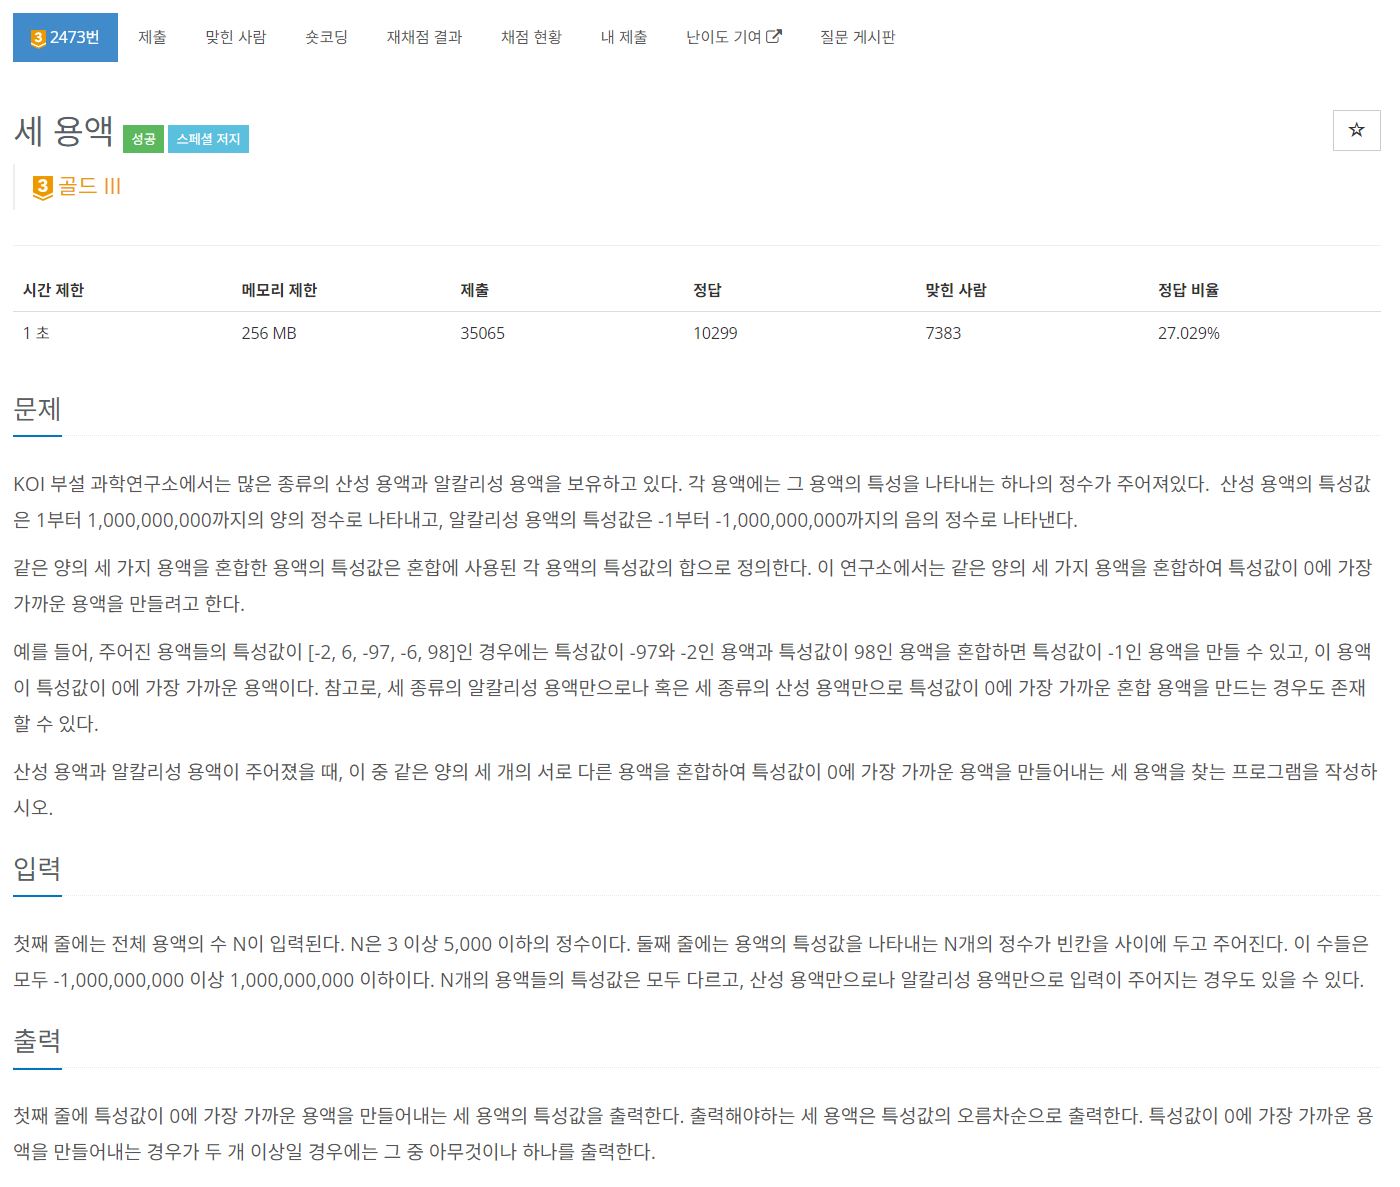 3 2473번 제출 맞힌 사람 숏코딩 재채점 결과 채점 현황 내 제출 난이도 기여 질문 게시판
세 용액 성공 스페셜 저지
3 골드 III
시간 제한 메모리 제한 제출 정답 맞힌 사람 정답 비율
1 초 256 MB 35065 10299 7383 27.029%
문제
KOI 부설 과학연구소에서는 많은 종류의 산성 용액과 알칼리성 용액을 보유하고 있다. 각 용액에는 그 용액의 특성을 나타내는 하나의 정수가 주어져있다. 산성 용액의 특성값
은 1부터 1,000,000,000까지의 양의 정수로 나타내고, 알칼리성 용액의 특성값은 -1부터 -1,000,000,000까지의 음의 정수로 나타낸다.
같은 양의 세 가지 용액을 혼합한 용액의 특성값은 혼합에 사용된 각 용액의 특성값의 합으로 정의한다. 이 연구소에서는 같은 양의 세 가지 용액을 혼합하여 특성값이 0에 가장
가까운 용액을 만들려고 한다.
예를 들어, 주어진 용액들의 특성값이 [-2, 6, -97, -6, 98]인 경우에는 특성값이 -97와 -2인 용액과 특성값이 98인 용액을 혼합하면 특성값이 -1인 용액을 만들 수 있고, 이 용액
이 특성값이 0에 가장 가까운 용액이다. 참고로, 세 종류의 알칼리성 용액만으로나 혹은 세 종류의 산성 용액만으로 특성값이 0에 가장 가까운 혼합 용액을 만드는 경우도 존재
할 수 있다.
산성 용액과 알칼리성 용액이 주어졌을 때, 이 중 같은 양의 세 개의 서로 다른 용액을 혼합하여 특성값이 0에 가장 가까운 용액을 만들어내는 세 용액을 찾는 프로그램을 작성하
시오.
입력
첫째 줄에는 전체 용액의 수 N이 입력된다. N은 3 이상 5,000 이하의 정수이다. 둘째 줄에는 용액의 특성값을 나타내는 N개의 정수가 빈칸을 사이에 두고 주어진다. 이 수들은
모두 -1,000,000,000 이상 1,000,000,000 이하이다. N개의 용액들의 특성값은 모두 다르고, 산성 용액만으로나 알칼리성 용액만으로 입력이 주어지는 경우도 있을 수 있다.
출력
첫째 줄에 특성값이 0에 가장 가까운 용액을 만들어내는 세 용액의 특성값을 출력한다. 출력해야하는 세 용액은 특성값의 오름차순으로 출력한다. 특성값이 0에 가장 가까운 용
액을 만들어내는 경우가 두 개 이상일 경우에는 그 중 아무것이나 하나를 출력한다.